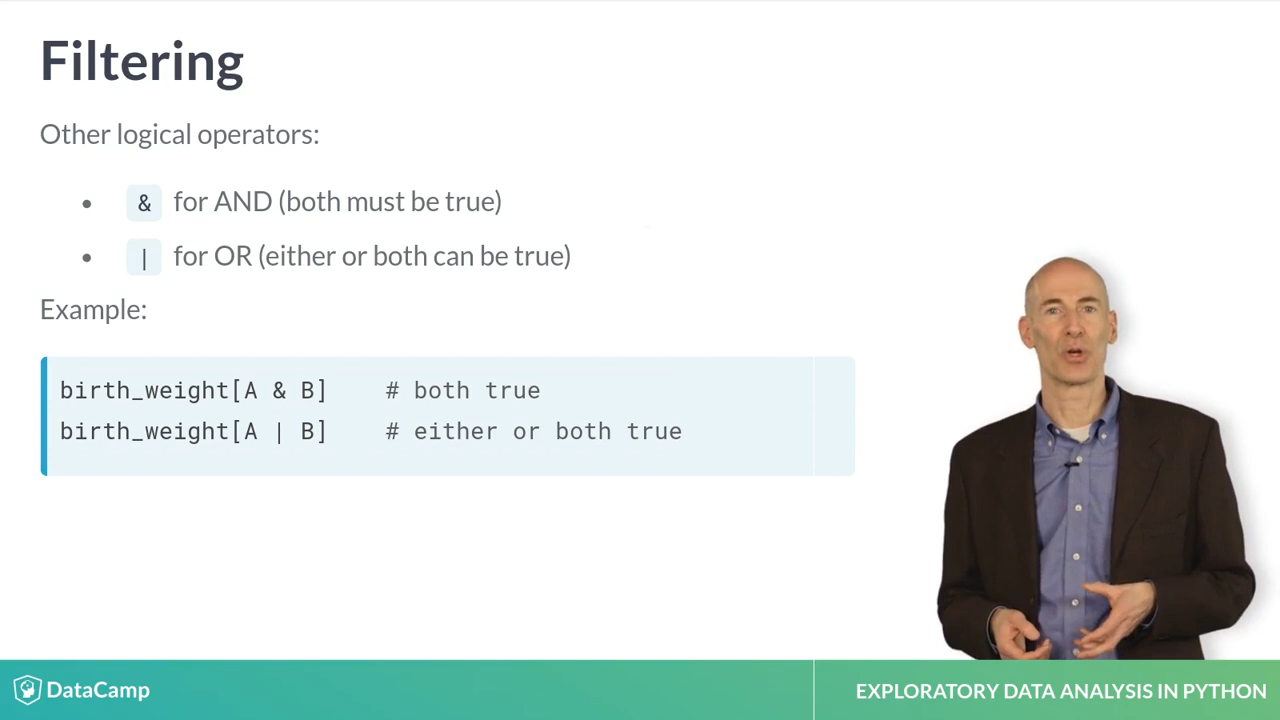 Filtering
Other logical operators:
• & for AND (both must be true)
• | for OR (either or both can be true)
Example:
birth_weight[A & B]    # both true
birth_weight[A | B]    # either or both true
DataCamp
EXPLORATORY DATA ANALYSIS IN PYTHON